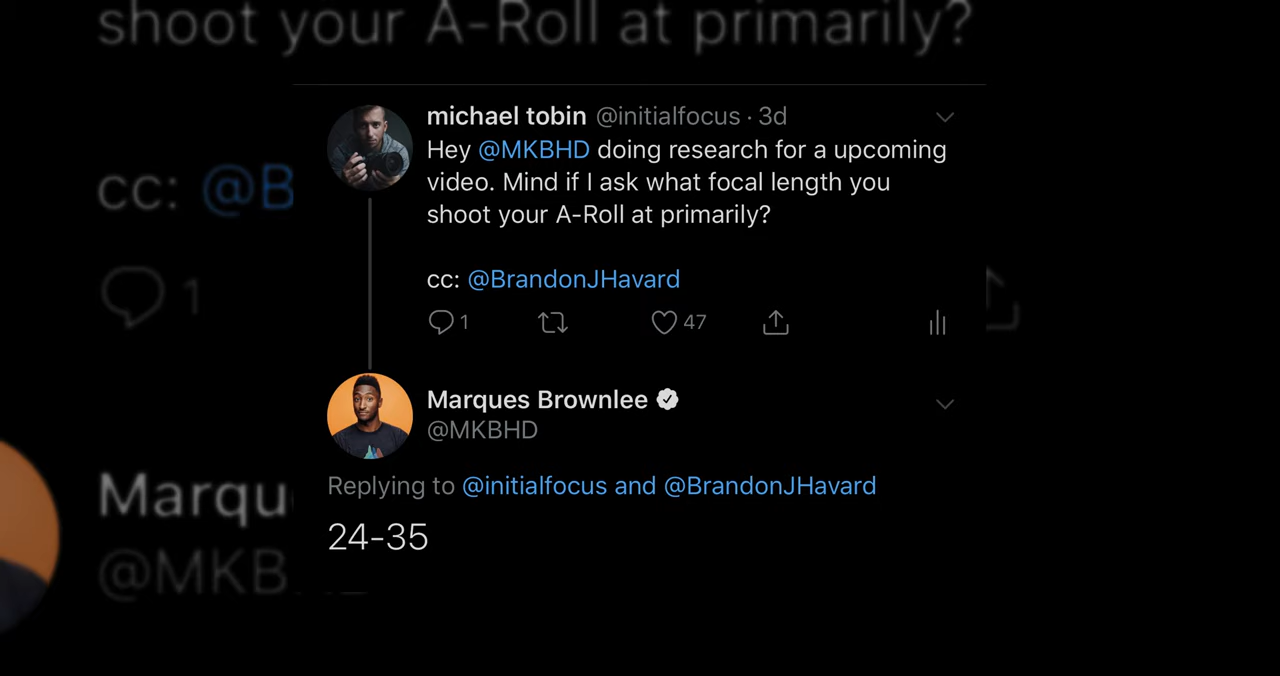 shoot your A-Roll at primarily?
michael tobin @initialfocus · 3d
Hey @MKBHD doing research for a upcoming
video. Mind if I ask what focal length you
shoot your A-Roll at primarily?
cc: @BrandonJHavard
1 47
Marques Brownlee
@MKBHD
Replying to @initialfocus and @BrandonJHavard
24-35
cc: @B
1
Marqu
@MKB